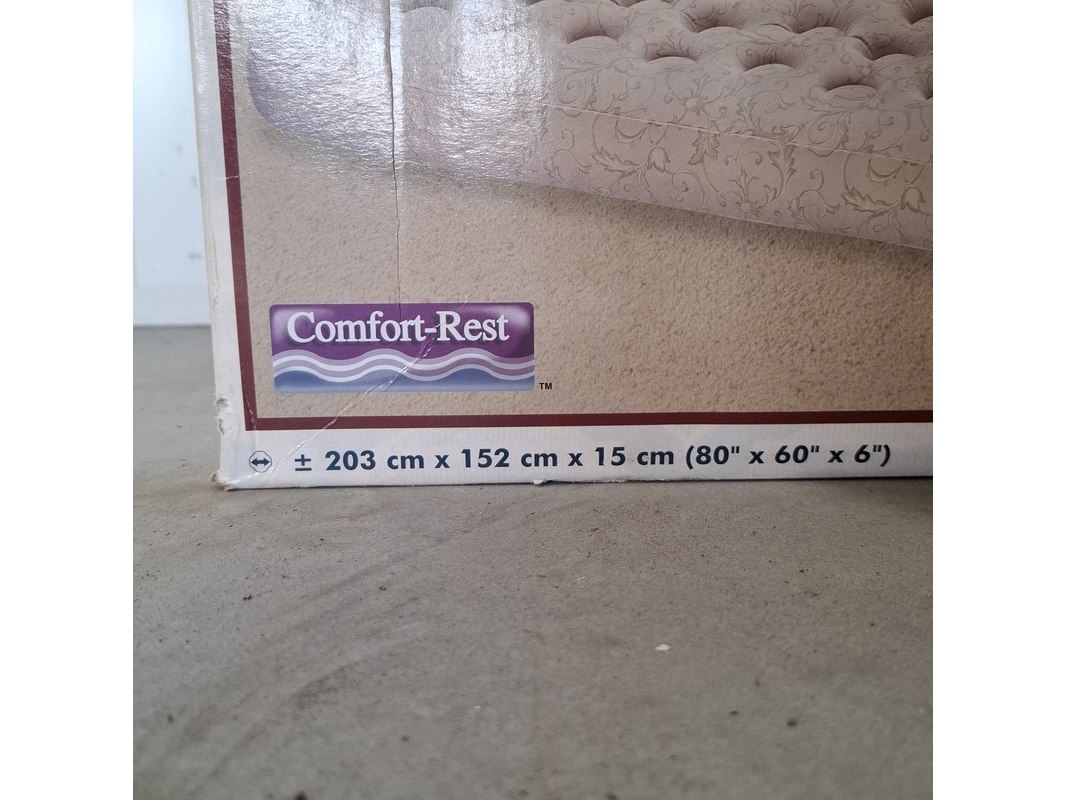 Comfort-Rest
TM
± 203 cm x 152 cm x 15 cm (80" x 60" x 6")